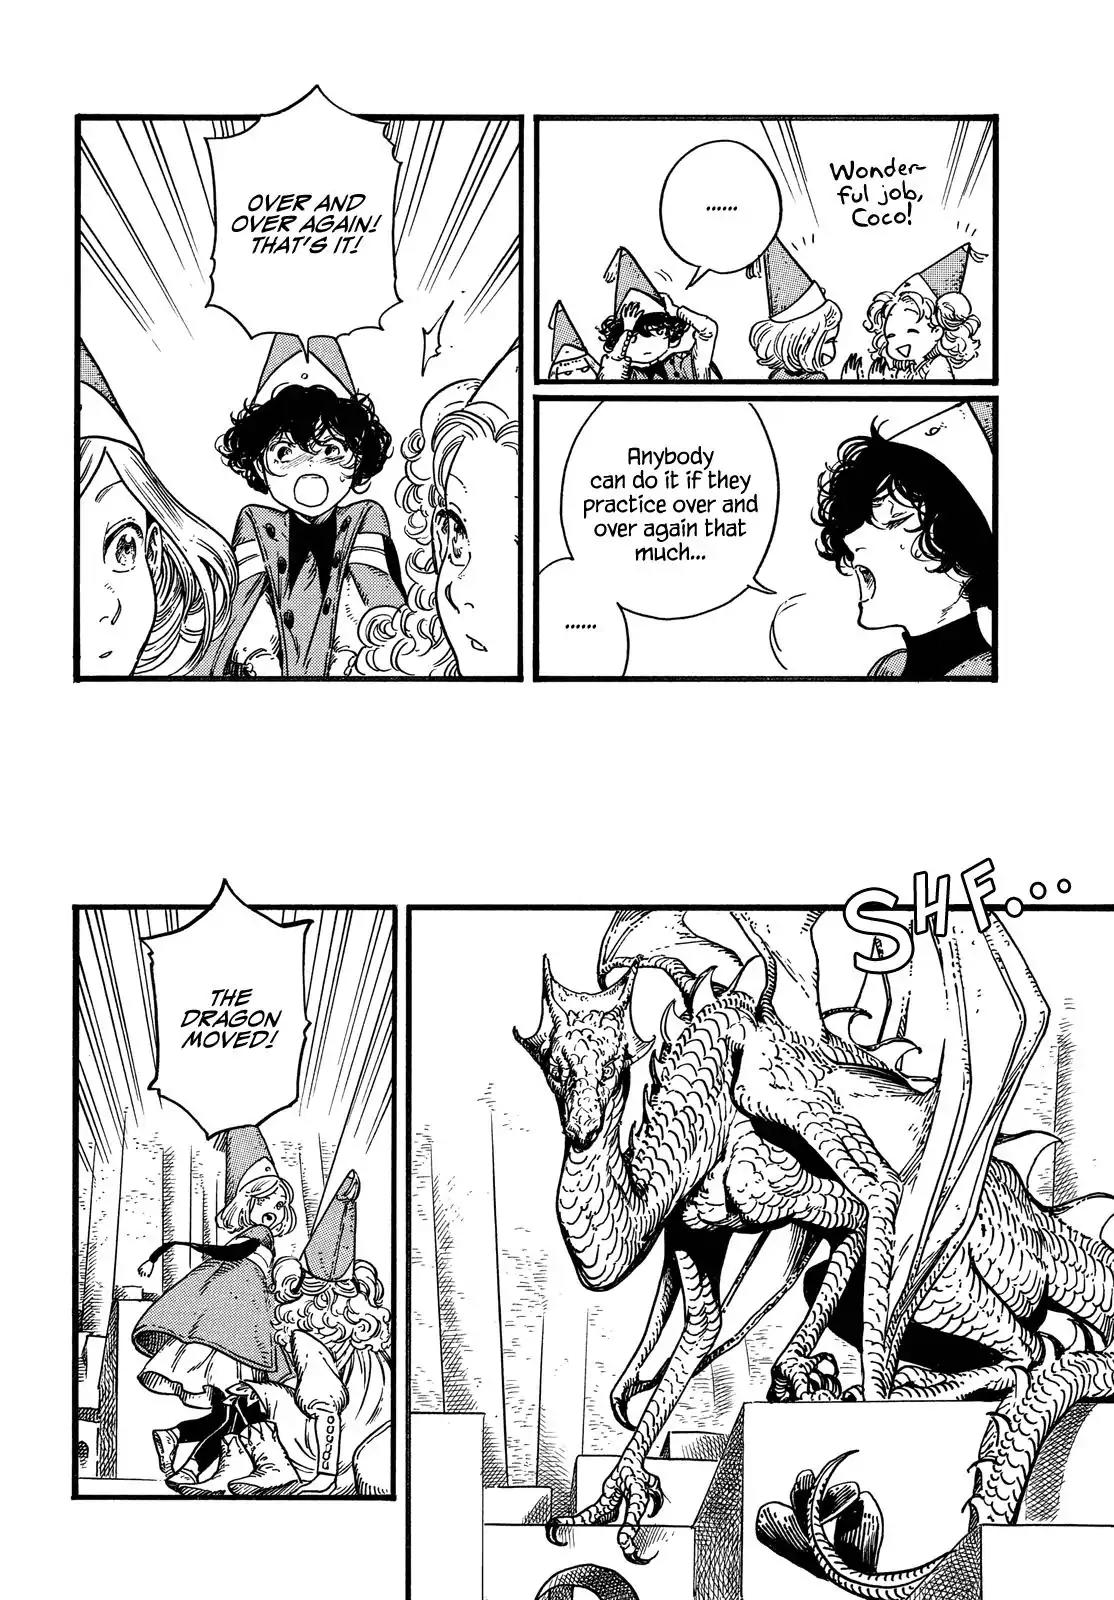 Wonder-
ful job,
Coco!
.......
Anybody
can do it if they
practice over and
over again that
much...
.......
OVER AND
OVER AGAIN!
THAT'S IT!
SHF...
THE
DRAGON
MOVED!